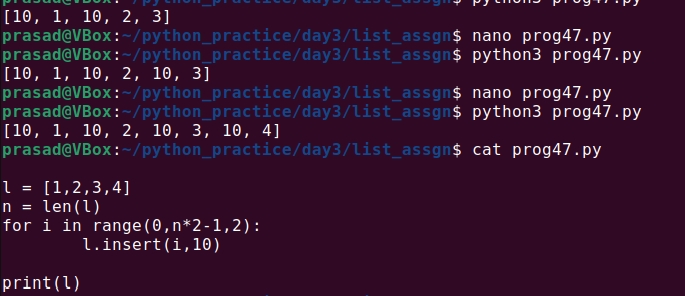 python3 prog47.py
[10, 1, 10, 2, 3]
prasad@VBox:~/python_practice/day3/list_assgn$ nano prog47.py
prasad@VBox:~/python_practice/day3/list_assgn$ python3 prog47.py
[10, 1, 10, 2, 10, 3]
prasad@VBox:~/python_practice/day3/list_assgn$ nano prog47.py
prasad@VBox:~/python_practice/day3/list_assgn$ python3 prog47.py
[10, 1, 10, 2, 10, 3, 10, 4]
prasad@VBox:~/python_practice/day3/list_assgn$ cat prog47.py
l = [1,2,3,4]
n = len(l)
for i in range(0,n*2-1,2):
        l.insert(i,10)
print(l)